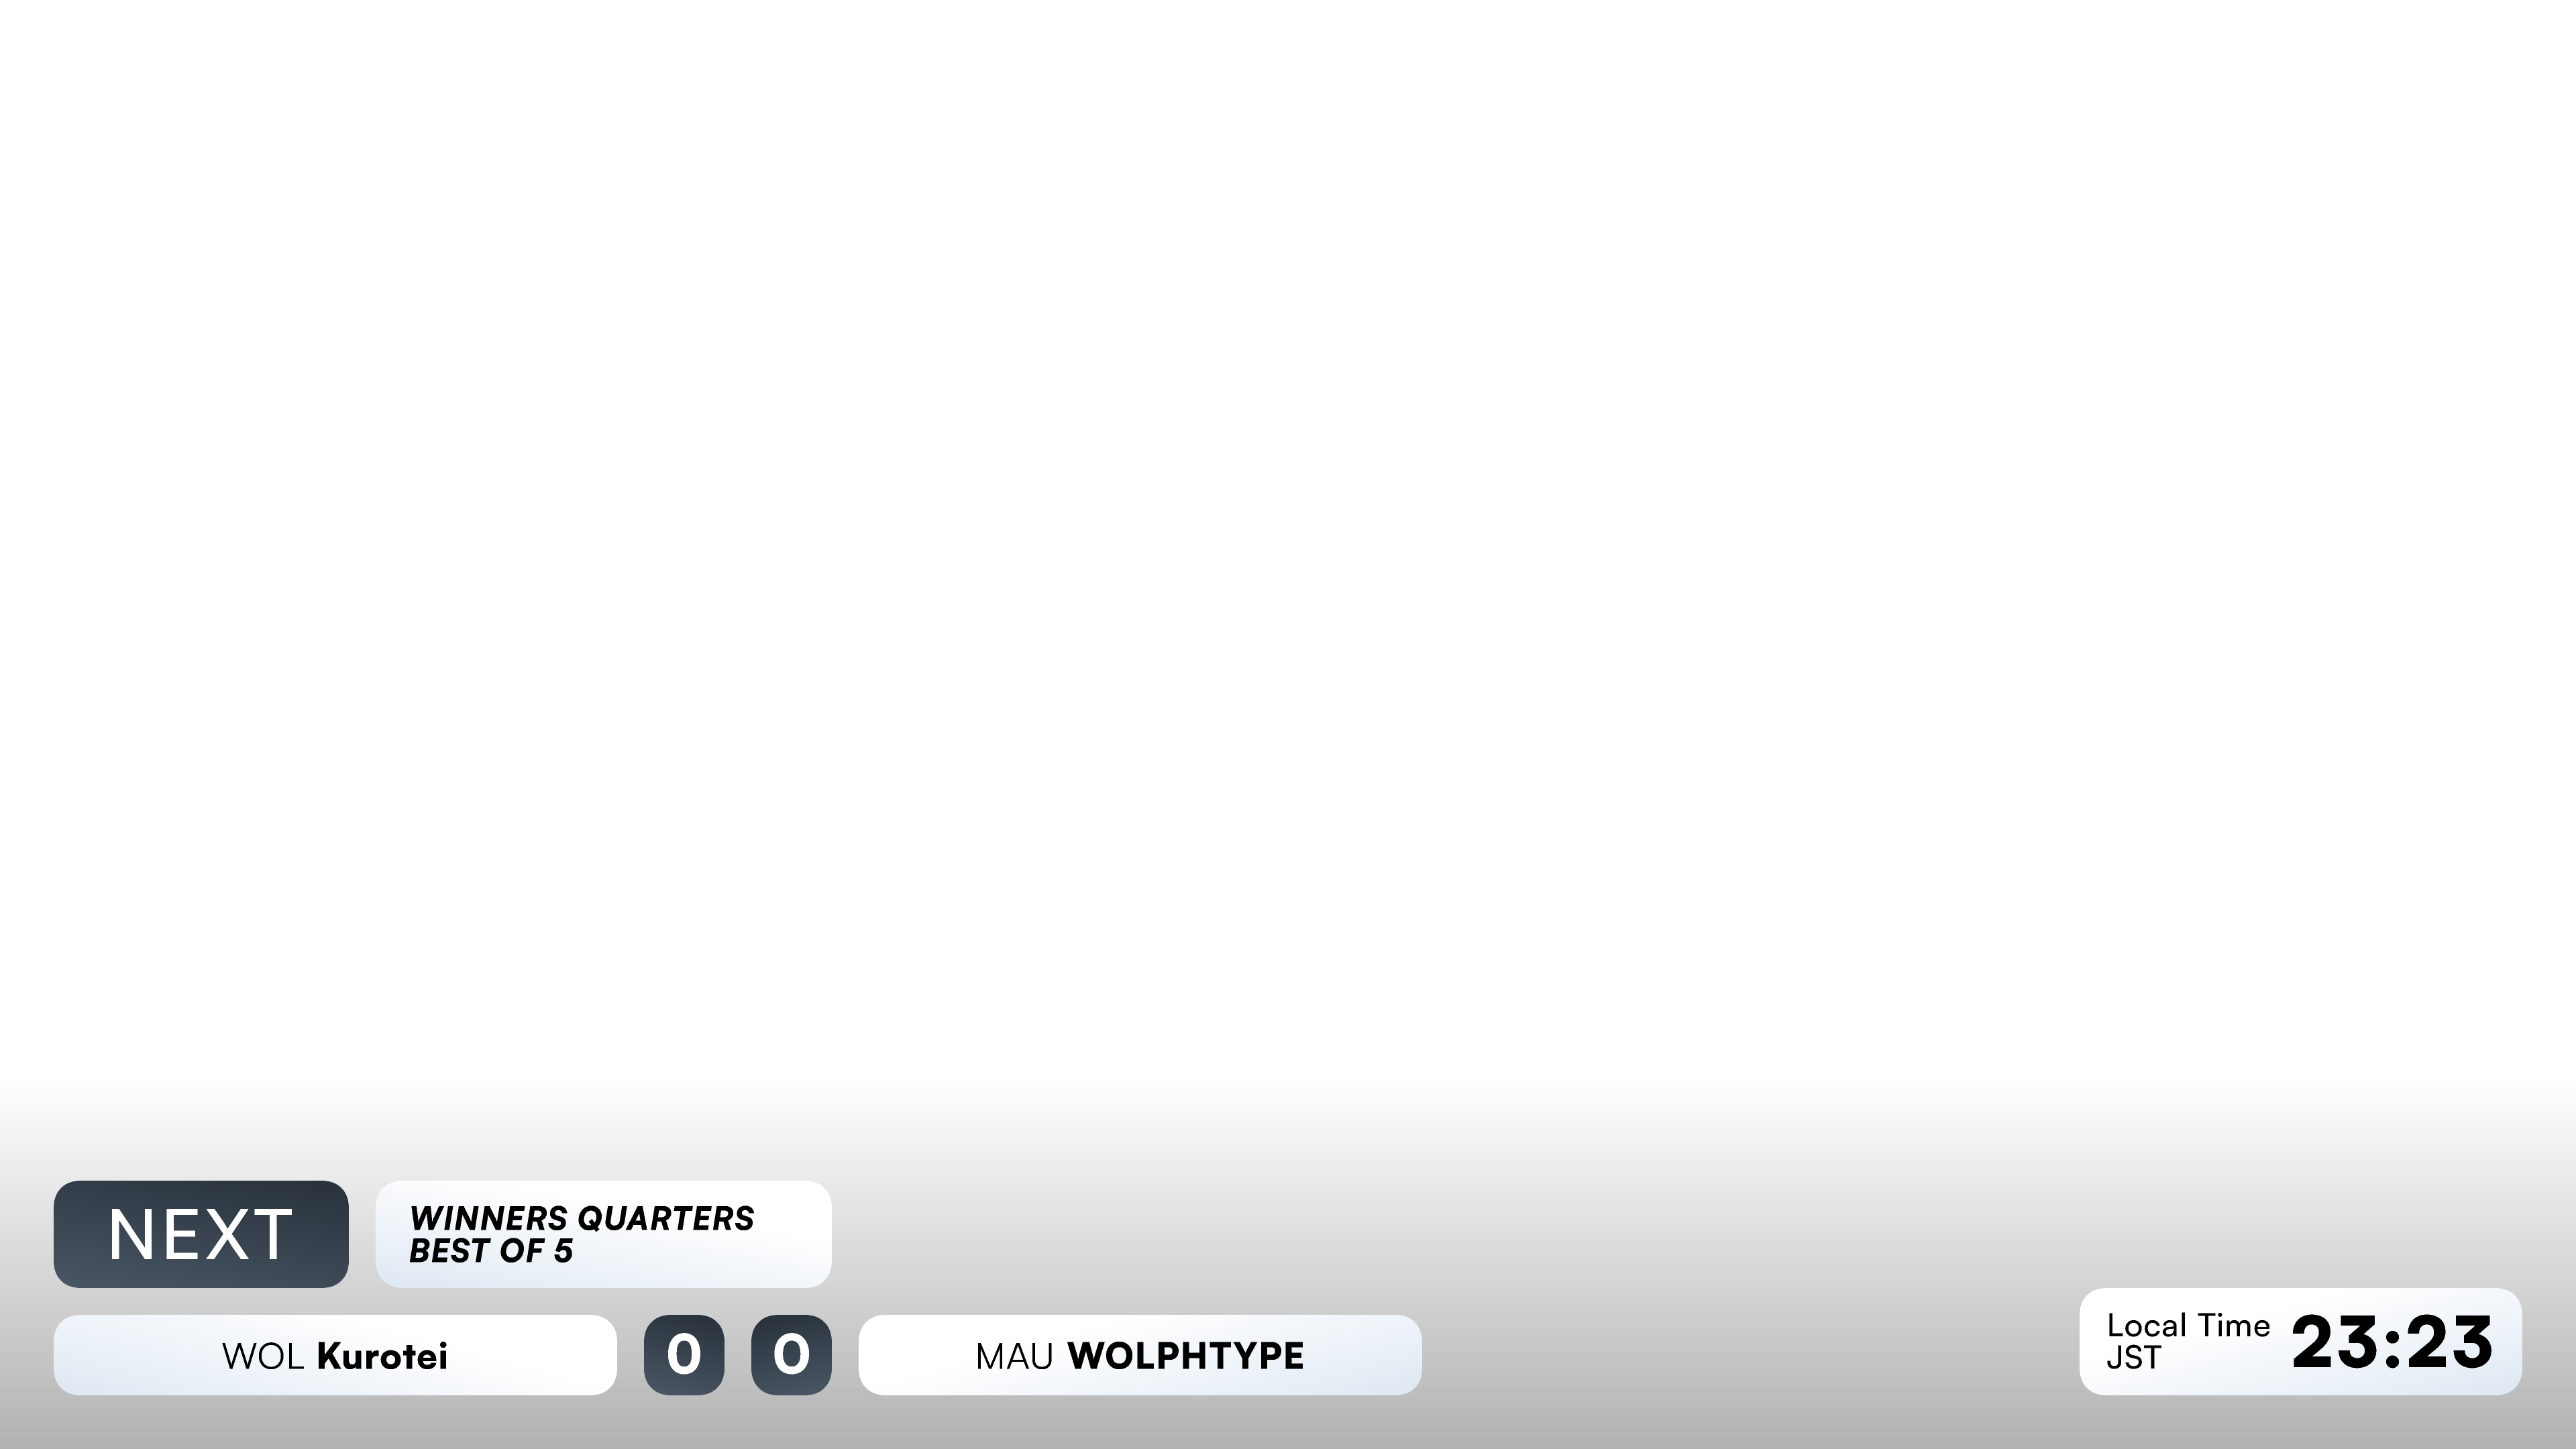 NEXT
WINNERS QUARTERS
BEST OF 5
WOL Kurotei
0
0
MAU WOLPHTYPE
Local Time
JST
23:23